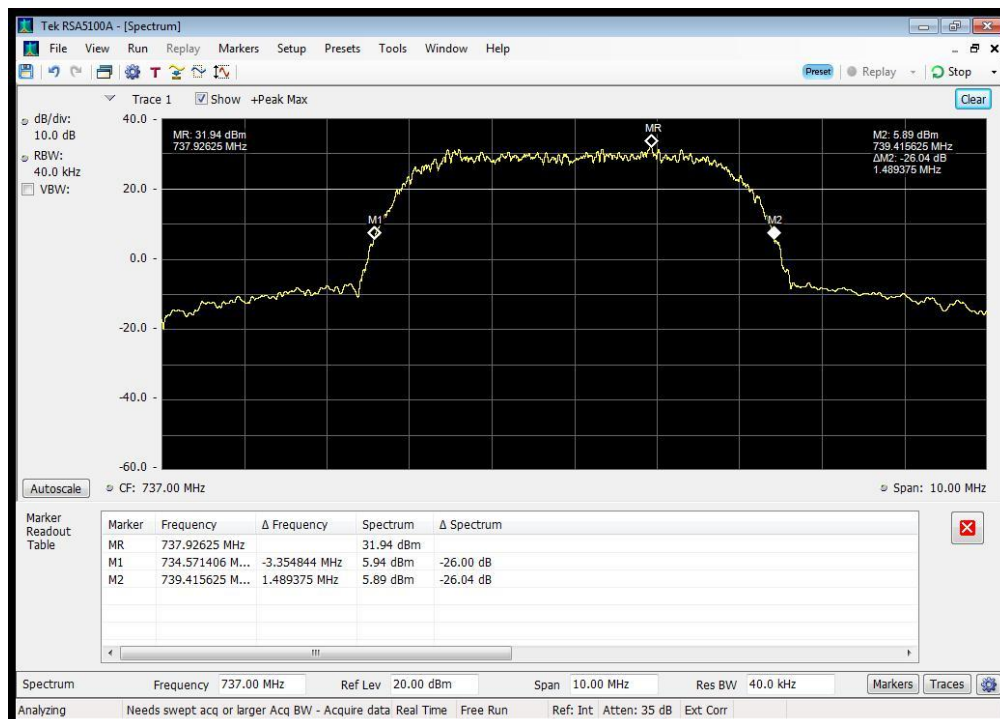 Tek RSA5100A - [Spectrum]
File View Run Replay Markers Setup Presets Tools Window Help
T Preset Replay Stop
Trace 1 Show +Peak Max Clear
dB/div:
10.0 dB
RBW:
40.0 kHz
VBW:
40.0
20.0
0.0
-20.0
-40.0
-60.0
MR: 31.94 dBm
737.92625 MHz
MR
M2: 5.89 dBm
739.415625 MHz
ΔM2: -26.04 dB
1.489375 MHz
M1
M2
Autoscale CF: 737.00 MHz Span: 10.00 MHz
Marker
Readout
Table
Marker Frequency Δ Frequency Spectrum Δ Spectrum
MR 737.92625 MHz 31.94 dBm
M1 734.571406 M... -3.354844 MHz 5.94 dBm -26.00 dB
M2 739.415625 M... 1.489375 MHz 5.89 dBm -26.04 dB
Spectrum Frequency 737.00 MHz Ref Lev 20.00 dBm Span 10.00 MHz Res BW 40.0 kHz Markers Traces
Analyzing Needs swept acq or larger Acq BW - Acquire data Real Time Free Run Ref: Int Atten: 35 dB Ext Corr